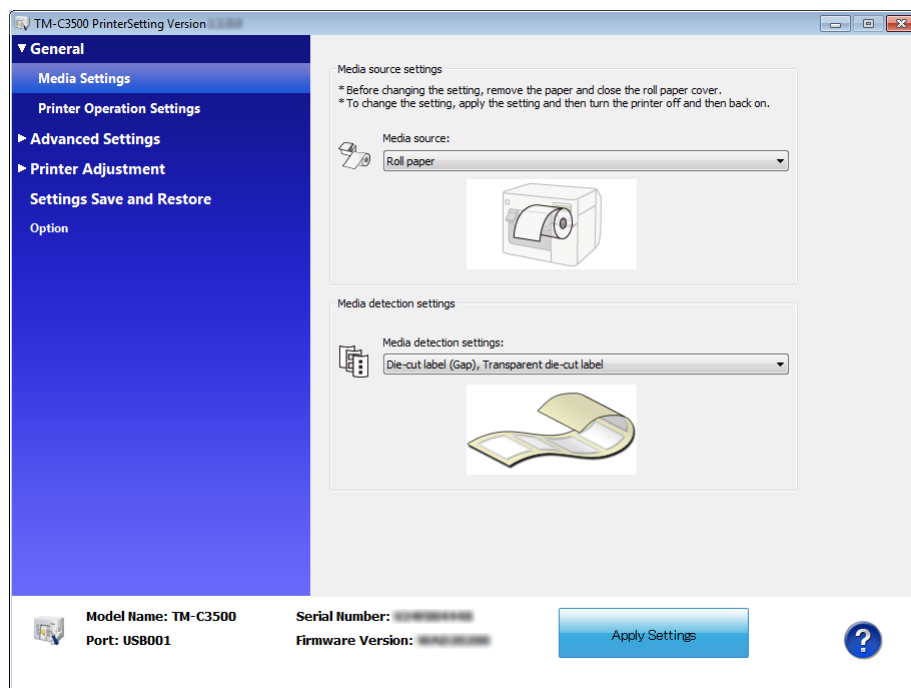 TM-C3500 PrinterSetting Version
General
Media Settings
Printer Operation Settings
Advanced Settings
Printer Adjustment
Settings Save and Restore
Option
Media source settings
* Before changing the setting, remove the paper and close the roll paper cover.
* To change the setting, apply the setting and then turn the printer off and then back on.
Media source:
Roll paper
Media detection settings
Media detection settings:
Die-cut label (Gap), Transparent die-cut label
Model Name: TM-C3500
Port: USB001
Serial Number:
Firmware Version:
Apply Settings
?